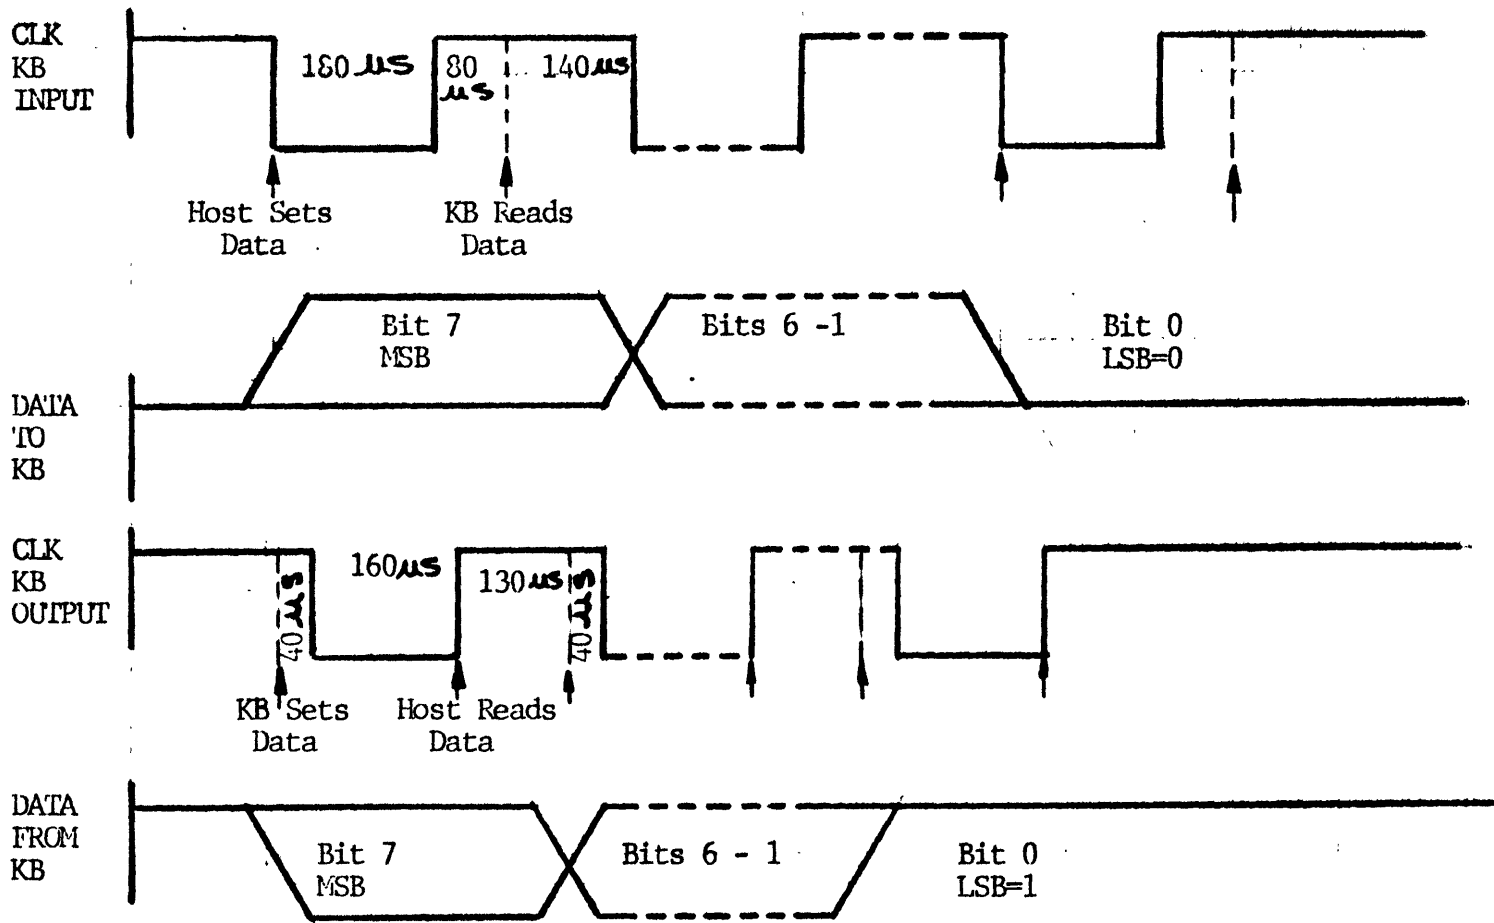 CLK
KB
INPUT
180 µs
80
µs
140 µs
Host Sets
Data
KB Reads
Data
Bit 7
MSB
Bits 6 -1
Bit 0
LSB=0
DATA
TO
KB
CLK
KB
OUTPUT
40 µs
160 µs
130 µs
40 µs
KB Sets
Data
Host Reads
Data
DATA
FROM
KB
Bit 7
MSB
Bits 6 - 1
Bit 0
LSB=1